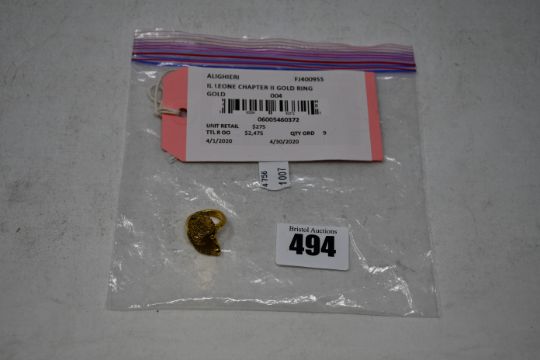 ALIGHIERI FJ400955
IL LEONE CHAPTER II GOLD RING
GOLD 004
06005460372
UNIT RETAIL $275
TTL R OO $2,475 QTY ORD 9
4/1/2020 4/30/2020
4756
1007
Bristol Auctions
494